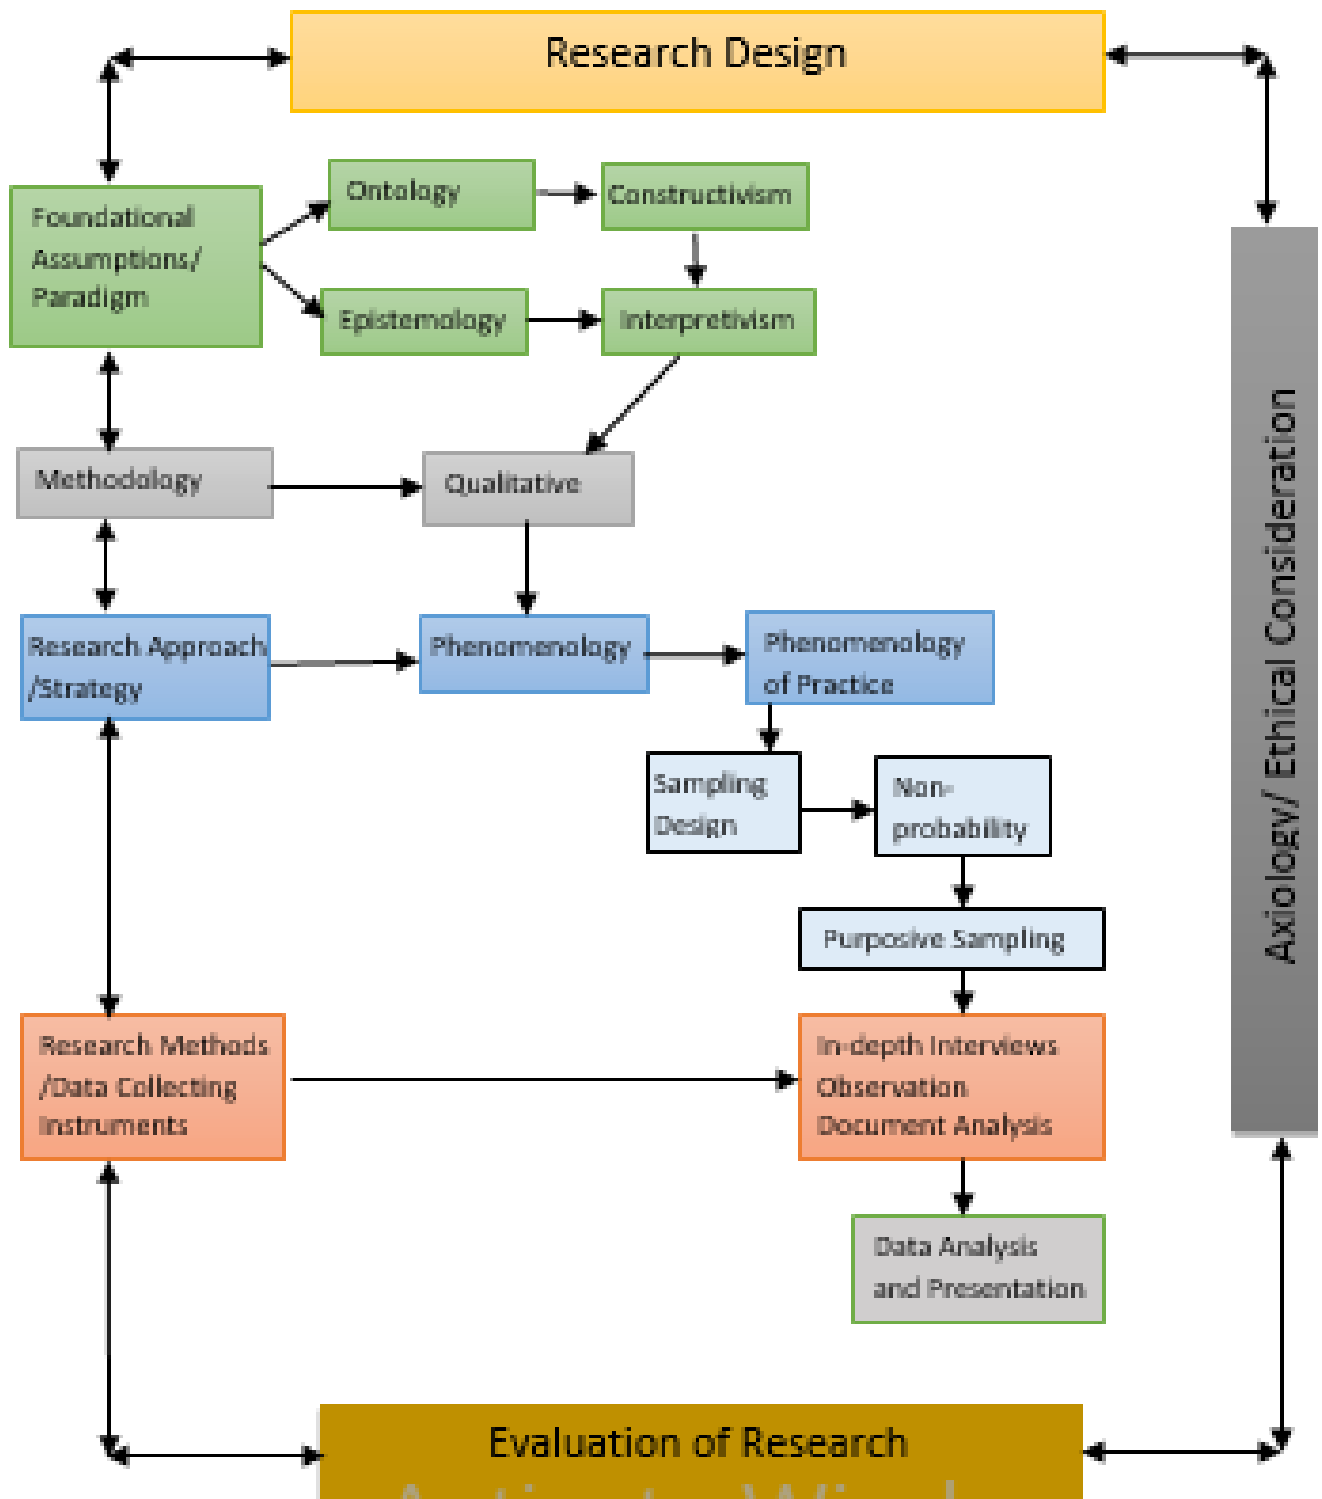 Research Design
Ontology
Constructivism
Foundational
Assumptions/
Paradigm
Epistemology
Interpretivism
Methodology
Qualitative
Research Approach
/Strategy
Phenomenology
Phenomenology
of Practice
Sampling
Design
Non-
probability
Purposive Sampling
Research Methods
/Data Collecting
Instruments
In-depth Interviews
Observation
Document Analysis
Data Analysis
and Presentation
Axiology/ Ethical Consideration
Evaluation of Research